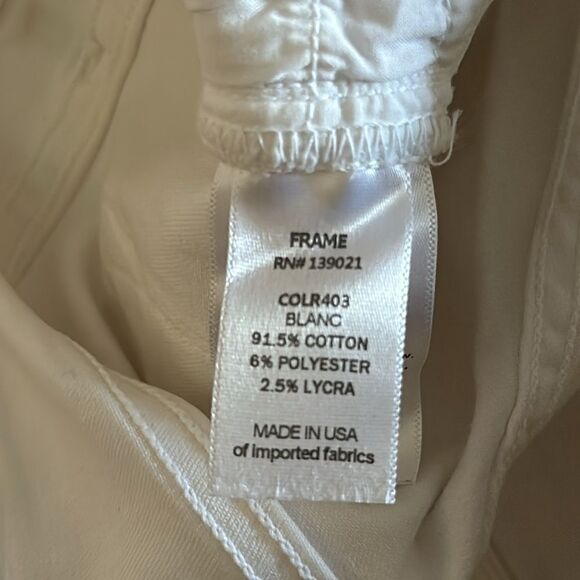 FRAME
RN# 139021
COLR403
BLANC
91.5% COTTON
6% POLYESTER
2.5% LYCRA
MADE IN USA
of imported fabrics